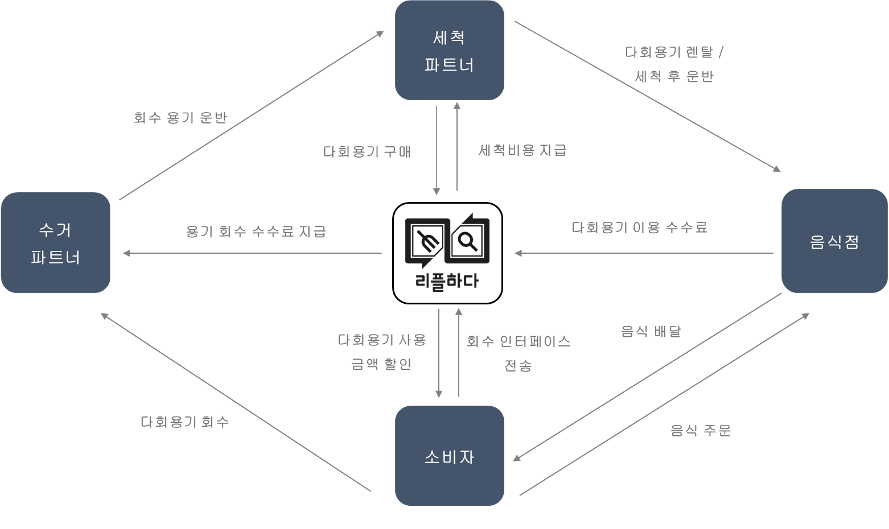 세척
파트너
다회용기 렌탈 /
세척 후 운반
회수 용기 운반
다회용기 구매
세척비용 지급
수거
파트너
용기 회수 수수료 지급
리플하다
다회용기 이용 수수료
음식점
다회용기 사용
금액 할인
회수 인터페이스
전송
음식 배달
다회용기 회수
음식 주문
소비자